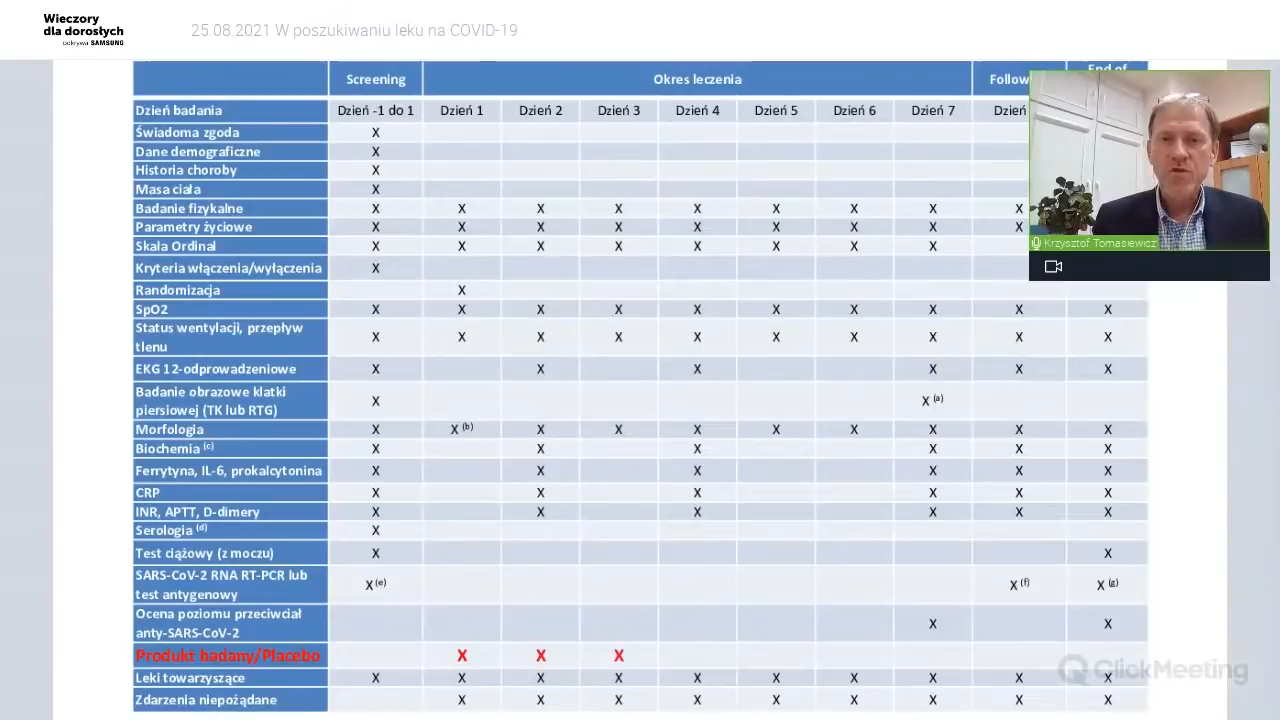 Wieczory
dla dorosłych
odkrywa SAMSUNG
25.08.2021 W poszukiwaniu leku na COVID-19
Screening Okres leczenia Follow End of
Dzień badania Dzień -1 do 1 Dzień 1 Dzień 2 Dzień 3 Dzień 4 Dzień 5 Dzień 6 Dzień 7 Dzień
Świadoma zgoda X
Dane demograficzne X
Historia choroby X
Masa ciała X
Badanie fizykalne X X X X X X X X X
Parametry życiowe X X X X X X X X X
Skala Ordinal X X X X X X X X
Krzysztof Tomasiewicz
Kryteria włączenia/wyłączenia X
Randomizacja X
SpO2 X X X X X X X X X X
Status wentylacji, przepływ
tlenu X X X X X X X X X X
EKG 12-odprowadzeniowe X X X X X X
Badanie obrazowe klatki
piersiowej (TK lub RTG) X X (a)
Morfologia X X (b) X X X X X X X X
Biochemia (c) X X X X X X
Ferrytyna, IL-6, prokalcytonina X X X X X X
CRP X X X X X X
INR, APTT, D-dimery X X X X X X
Serologia (d) X
Test ciążowy (z moczu) X X
SARS-CoV-2 RNA RT-PCR lub
test antygenowy X (e) X (f) X (g)
Ocena poziomu przeciwciał
anty-SARS-CoV-2 X X
Produkt badany/Placebo X X X
ClickMeeting
Leki towarzyszące X X X X X X X X X X
Zdarzenia niepożądane X X X X X X X X X